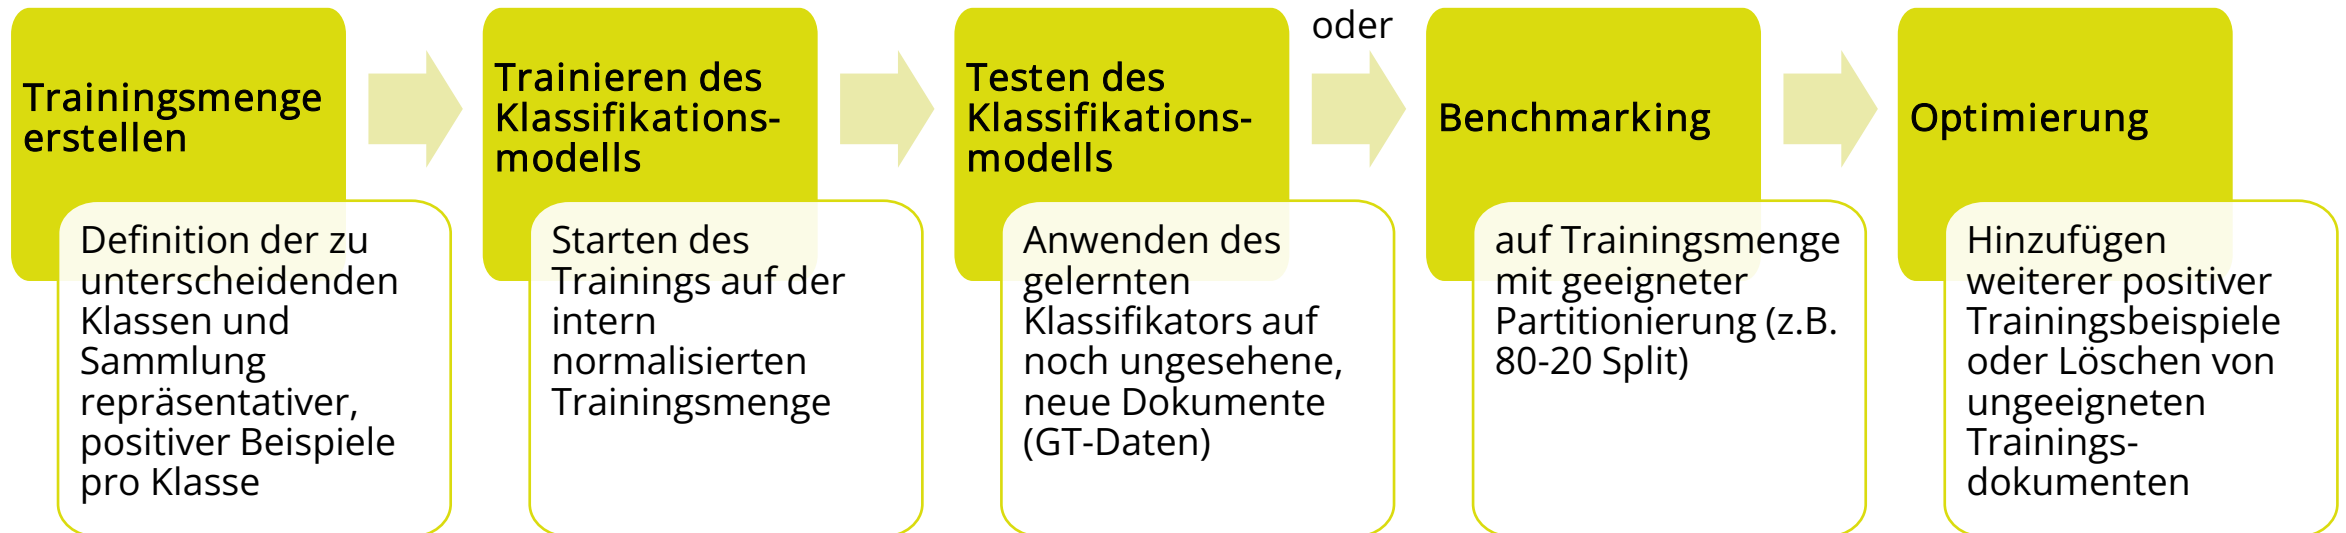 Trainingsmenge
erstellen
Definition der zu
unterscheidenden
Klassen und
Sammlung
repräsentativer,
positiver Beispiele
pro Klasse
Trainieren des
Klassifikations-
modells
Starten des
Trainings auf der
intern
normalisierten
Trainingsmenge
Testen des
Klassifikations-
modells
Anwenden des
gelernten
Klassifikators auf
noch ungesehene,
neue Dokumente
(GT-Daten)
oder
Benchmarking
auf Trainingsmenge
mit geeigneter
Partitionierung (z.B.
80-20 Split)
Optimierung
Hinzufügen
weiterer positiver
Trainingsbeispiele
oder Löschen von
ungeeigneten
Trainings-
dokumenten